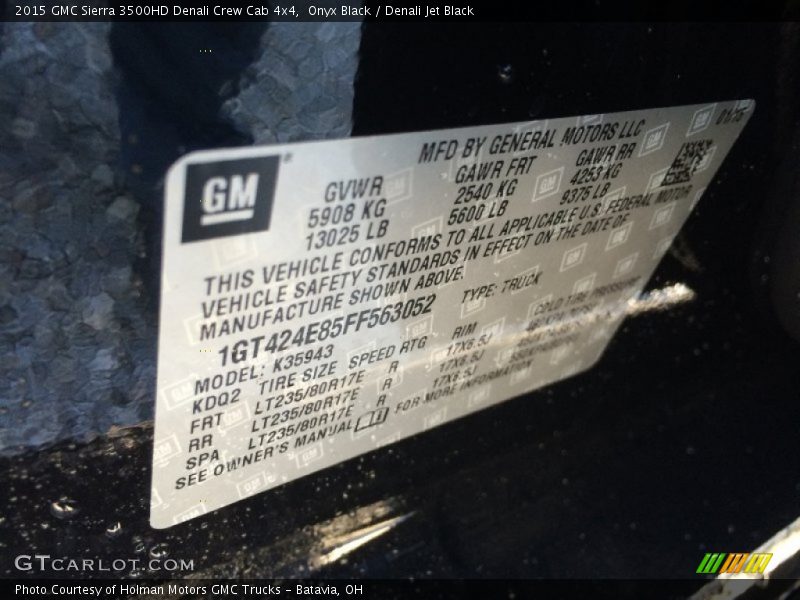 2015 GMC Sierra 3500HD Denali Crew Cab 4x4, Onyx Black / Denali Jet Black
01/15
MFD BY GENERAL MOTORS LLC
GM
GVWR GAWR FRT GAWR RR
5908 KG 2540 KG 4253 KG
13025 LB 5600 LB 9375 LB
THIS VEHICLE CONFORMS TO ALL APPLICABLE U.S. FEDERAL MOTOR
VEHICLE SAFETY STANDARDS IN EFFECT ON THE DATE OF
MANUFACTURE SHOWN ABOVE.
1GT424E85FF563052 TYPE: TRUCK
MODEL: K35943
KDQ2 TIRE SIZE SPEED RTG RIM COLD TIRE PRESSURE
FRT LT235/80R17E R 17X6.5J
RR LT235/80R17E R 17X6.5J
SPA LT235/80R17E R 17X6.5J
SEE OWNER'S MANUAL FOR MORE INFORMATION
GTCARLOT.COM
Photo Courtesy of Holman Motors GMC Trucks - Batavia, OH